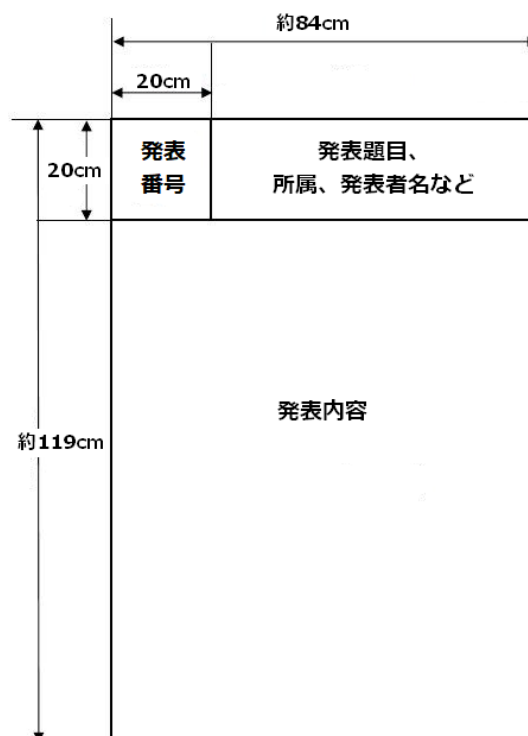 約84cm
20cm
20cm
発表
番号
発表題目、
所属、発表者名など
発表内容
約119cm